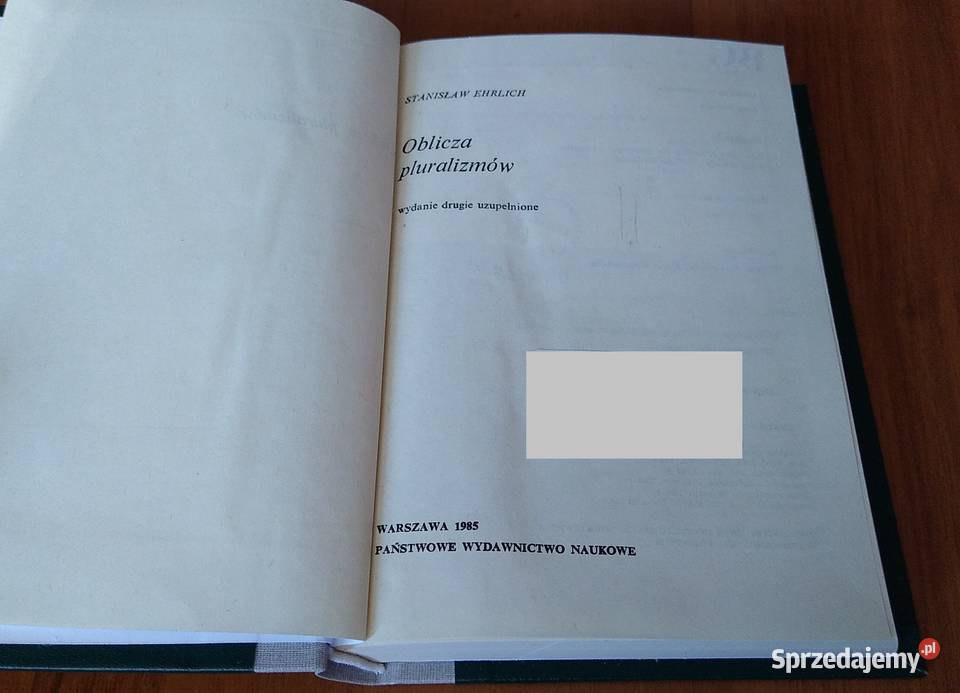 STANISŁAW EHRLICH
Oblicza
pluralizmów
wydanie drugie uzupełnione
WARSZAWA 1985
PAŃSTWOWE WYDAWNICTWO NAUKOWE
Sprzedajemy.pl